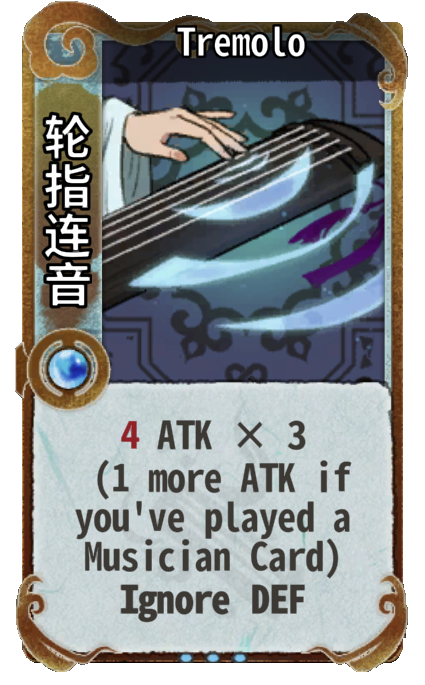 Tremolo
轮指连音
4 ATK × 3
(1 more ATK if
you've played a
Musician Card)
Ignore DEF